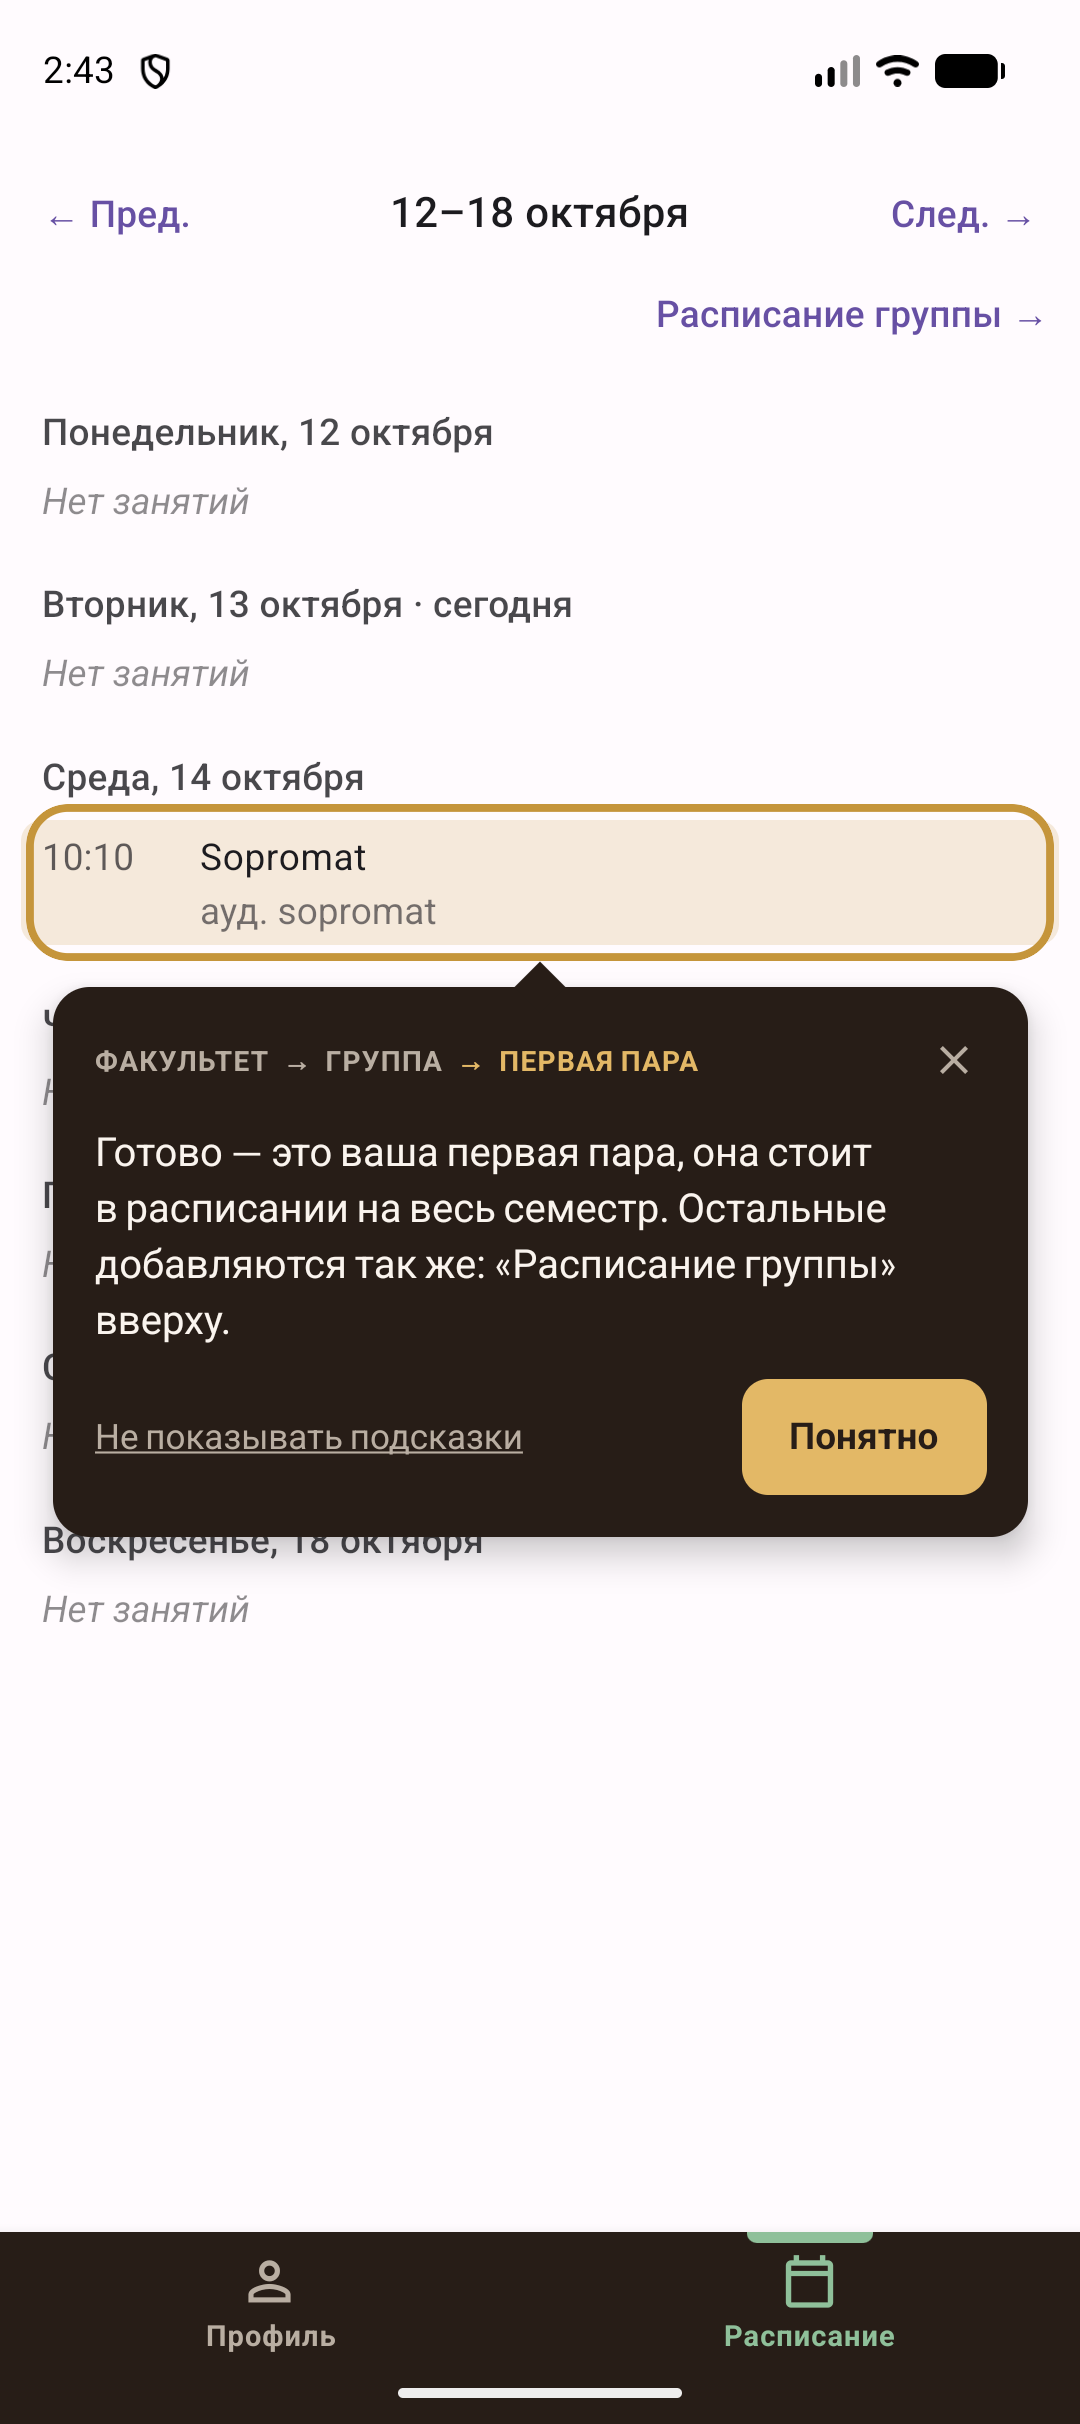 2:43
← Пред.
12–18 октября
След. →
Расписание группы →
Понедельник, 12 октября
Нет занятий
Вторник, 13 октября · сегодня
Нет занятий
Среда, 14 октября
10:10
Sopromat
ауд. sopromat
ФАКУЛЬТЕТ → ГРУППА → ПЕРВАЯ ПАРА
Готово — это ваша первая пара, она стоит
в расписании на весь семестр. Остальные
добавляются так же: «Расписание группы»
вверху.
Не показывать подсказки
Понятно
Воскресенье, 18 октября
Нет занятий
Профиль
Расписание